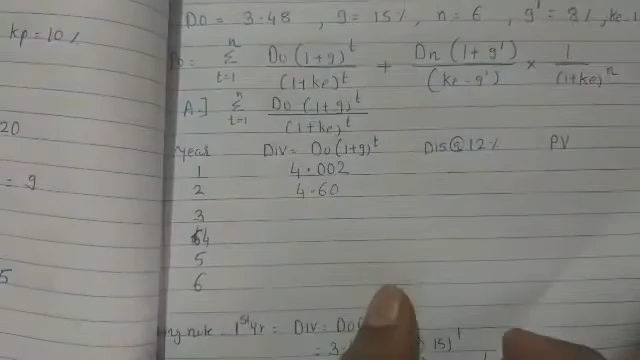 kp = 10 %
20
= 9
5
D0 = 3.48 , g = 15 % , n = 6 , g' = 8 % , ke
P0 = n Σ t=1 D0 (1+g)^t / (1+ke)^t + Dn (1+g') / (ke - g') × 1 / (1+ke)^n
A] n Σ t=1 D0 (1+g)^t / (1+ke)^t
Year Div = D0(1+g)^t Dis@12% PV
1 4.002
2 4.60
3
4
5
6
1st yr = Div = D0(
= 3. 15)^1